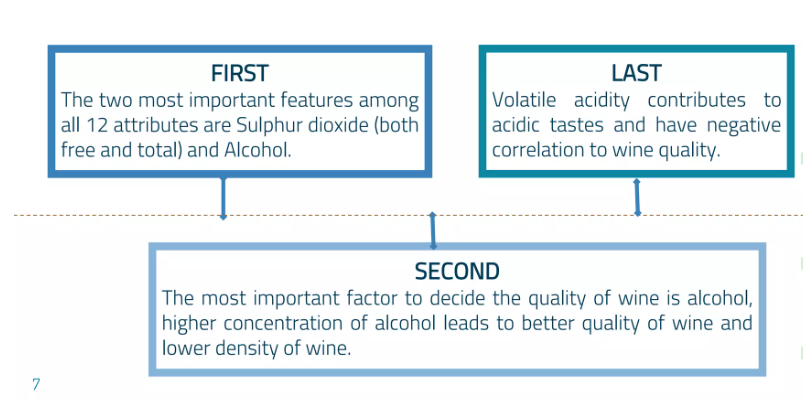 FIRST
The two most important features among
all 12 attributes are Sulphur dioxide (both
free and total) and Alcohol.
LAST
Volatile acidity contributes to
acidic tastes and have negative
correlation to wine quality.
SECOND
The most important factor to decide the quality of wine is alcohol,
higher concentration of alcohol leads to better quality of wine and
lower density of wine.
7